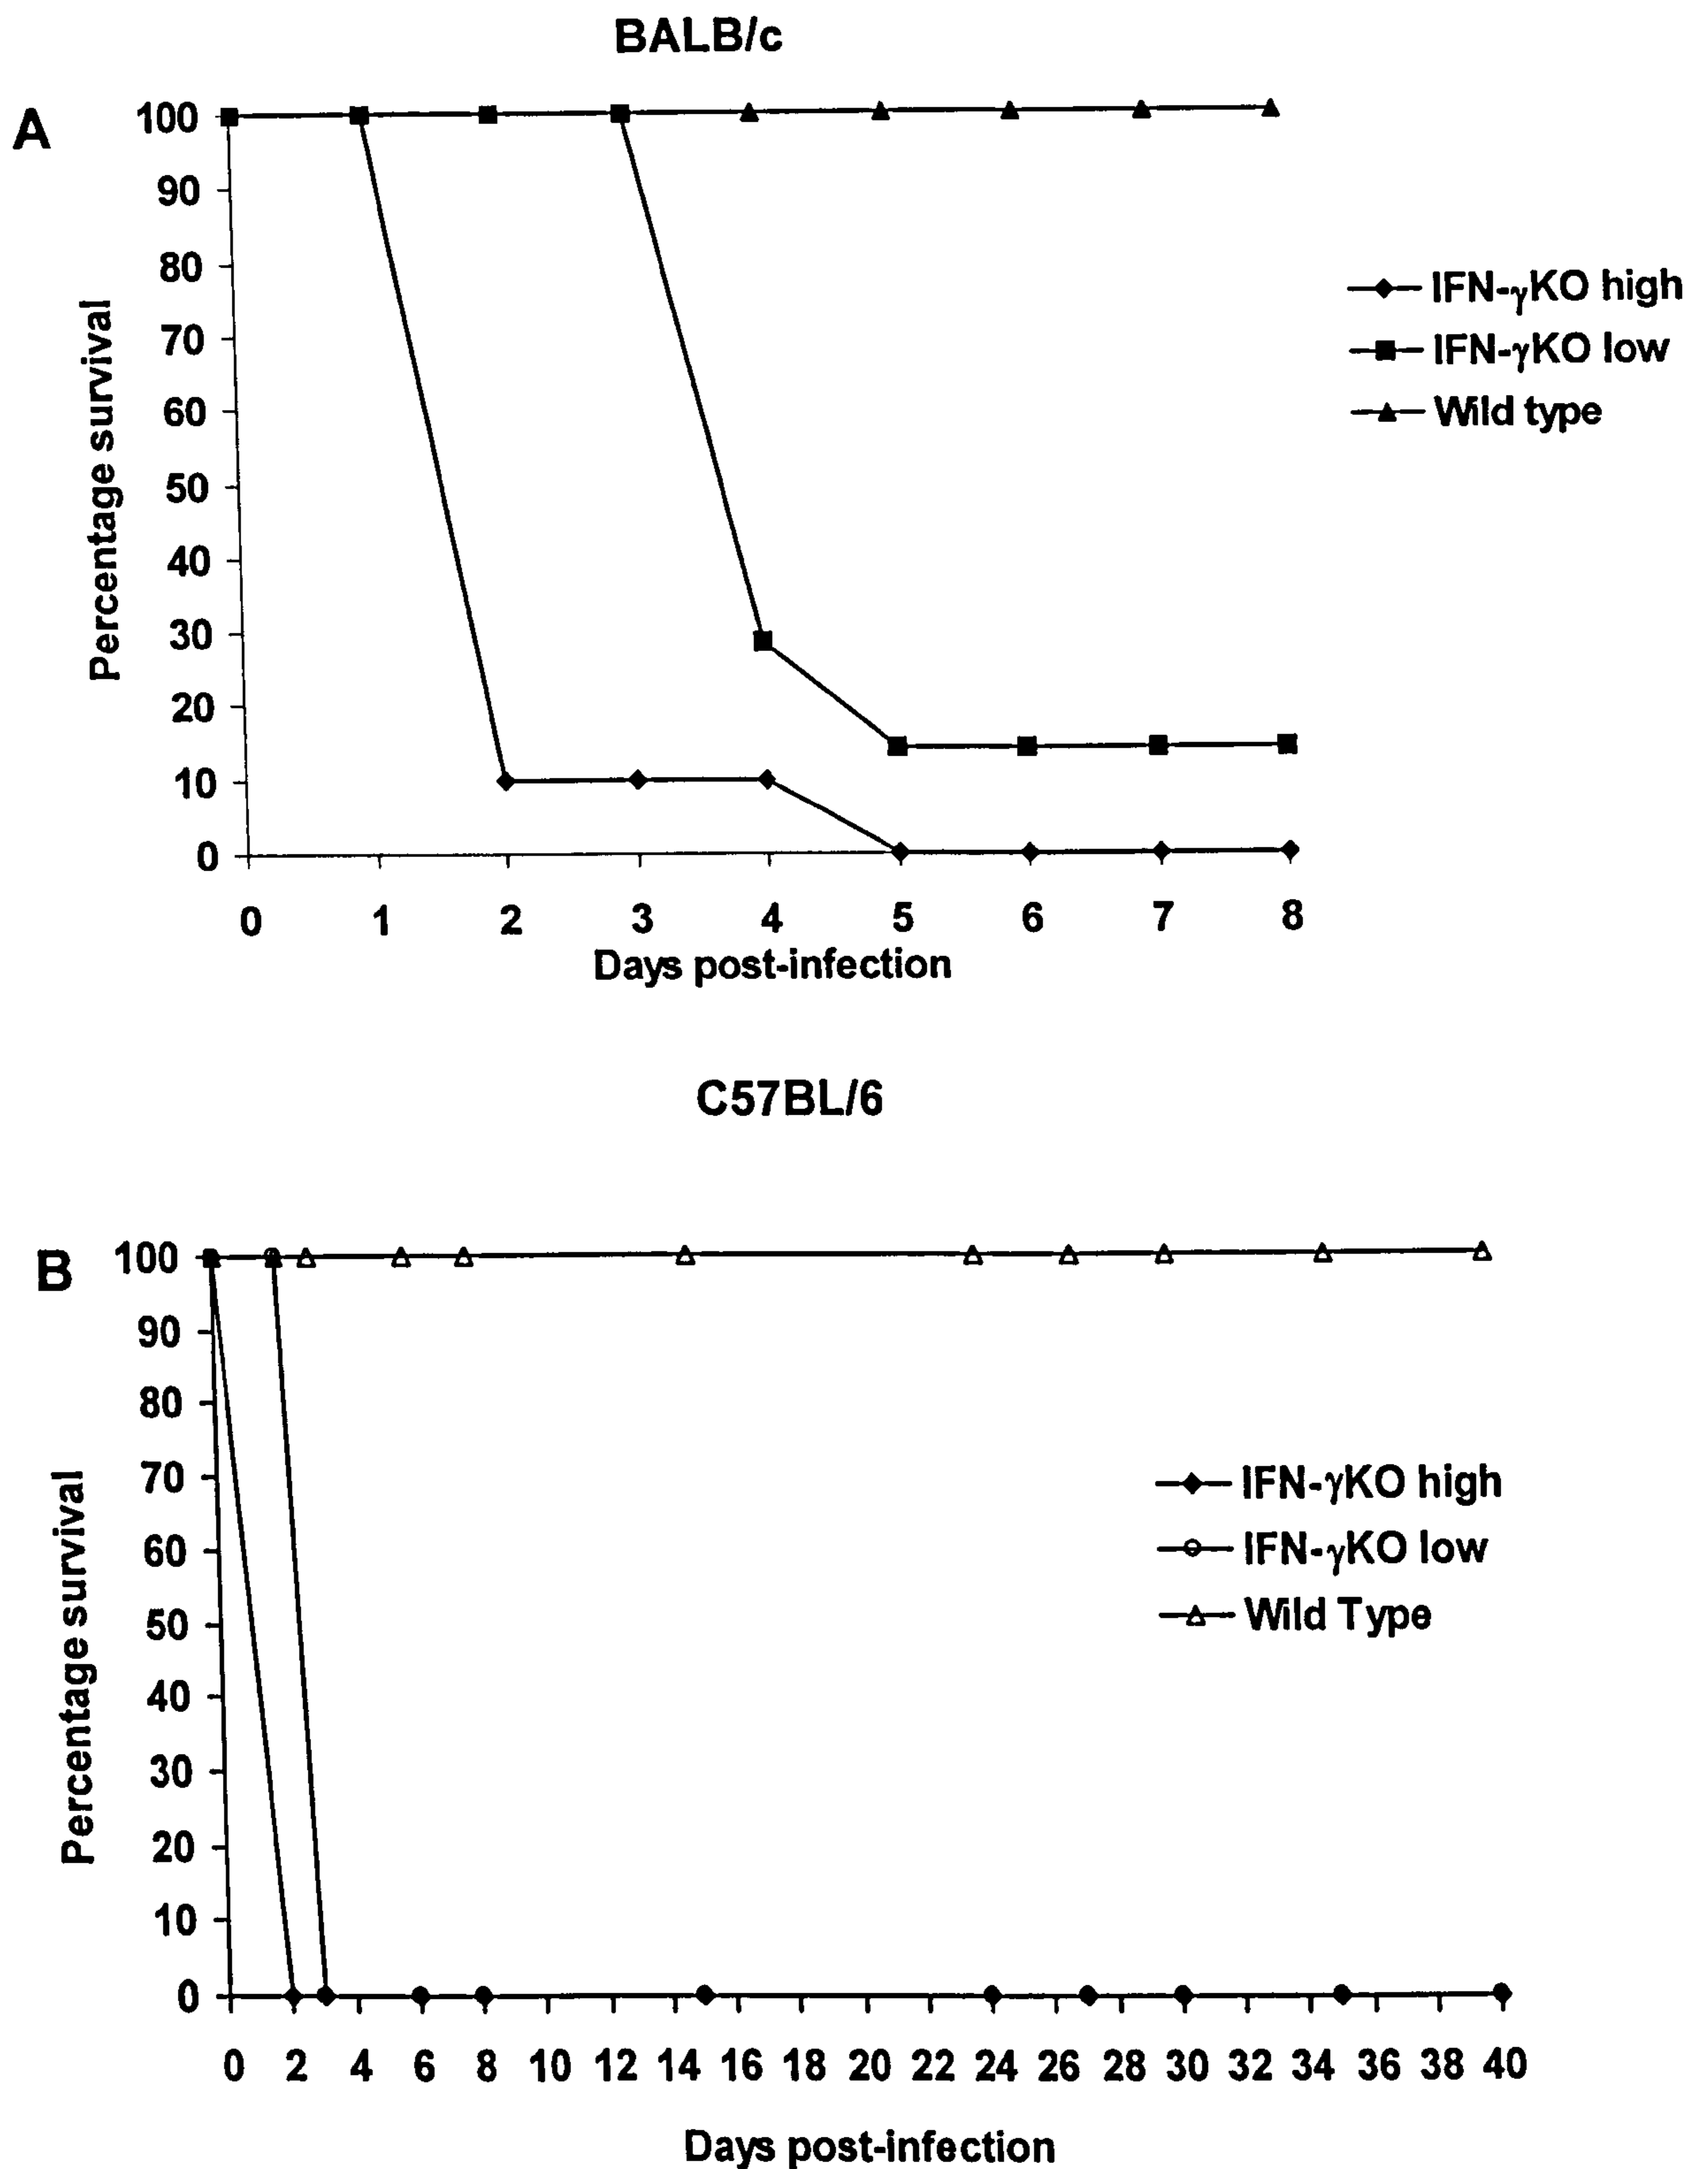 BALB/c
A
100
90
80
70
60
50
40
30
20
10
0
Percentage survival
IFN-γKO high
IFN-γKO low
Wild type
0 1 2 3 4 5 6 7 8
Days post-infection
C57BL/6
B
100
90
80
70
60
50
40
30
20
10
0
Percentage survival
IFN-γKO high
IFN-γKO low
Wild Type
0 2 4 6 8 10 12 14 16 18 20 22 24 26 28 30 32 34 36 38 40
Days post-infection